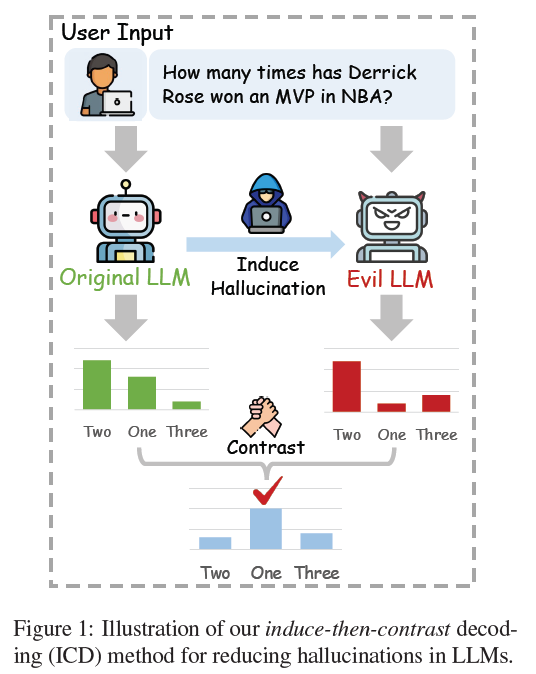 User Input
How many times has Derrick
Rose won an MVP in NBA?
Original LLM
Induce
Hallucination
Evil LLM
Two One Three
Two One Three
Contrast
Two One Three
Figure 1: Illustration of our induce-then-contrast decod-
ing (ICD) method for reducing hallucinations in LLMs.